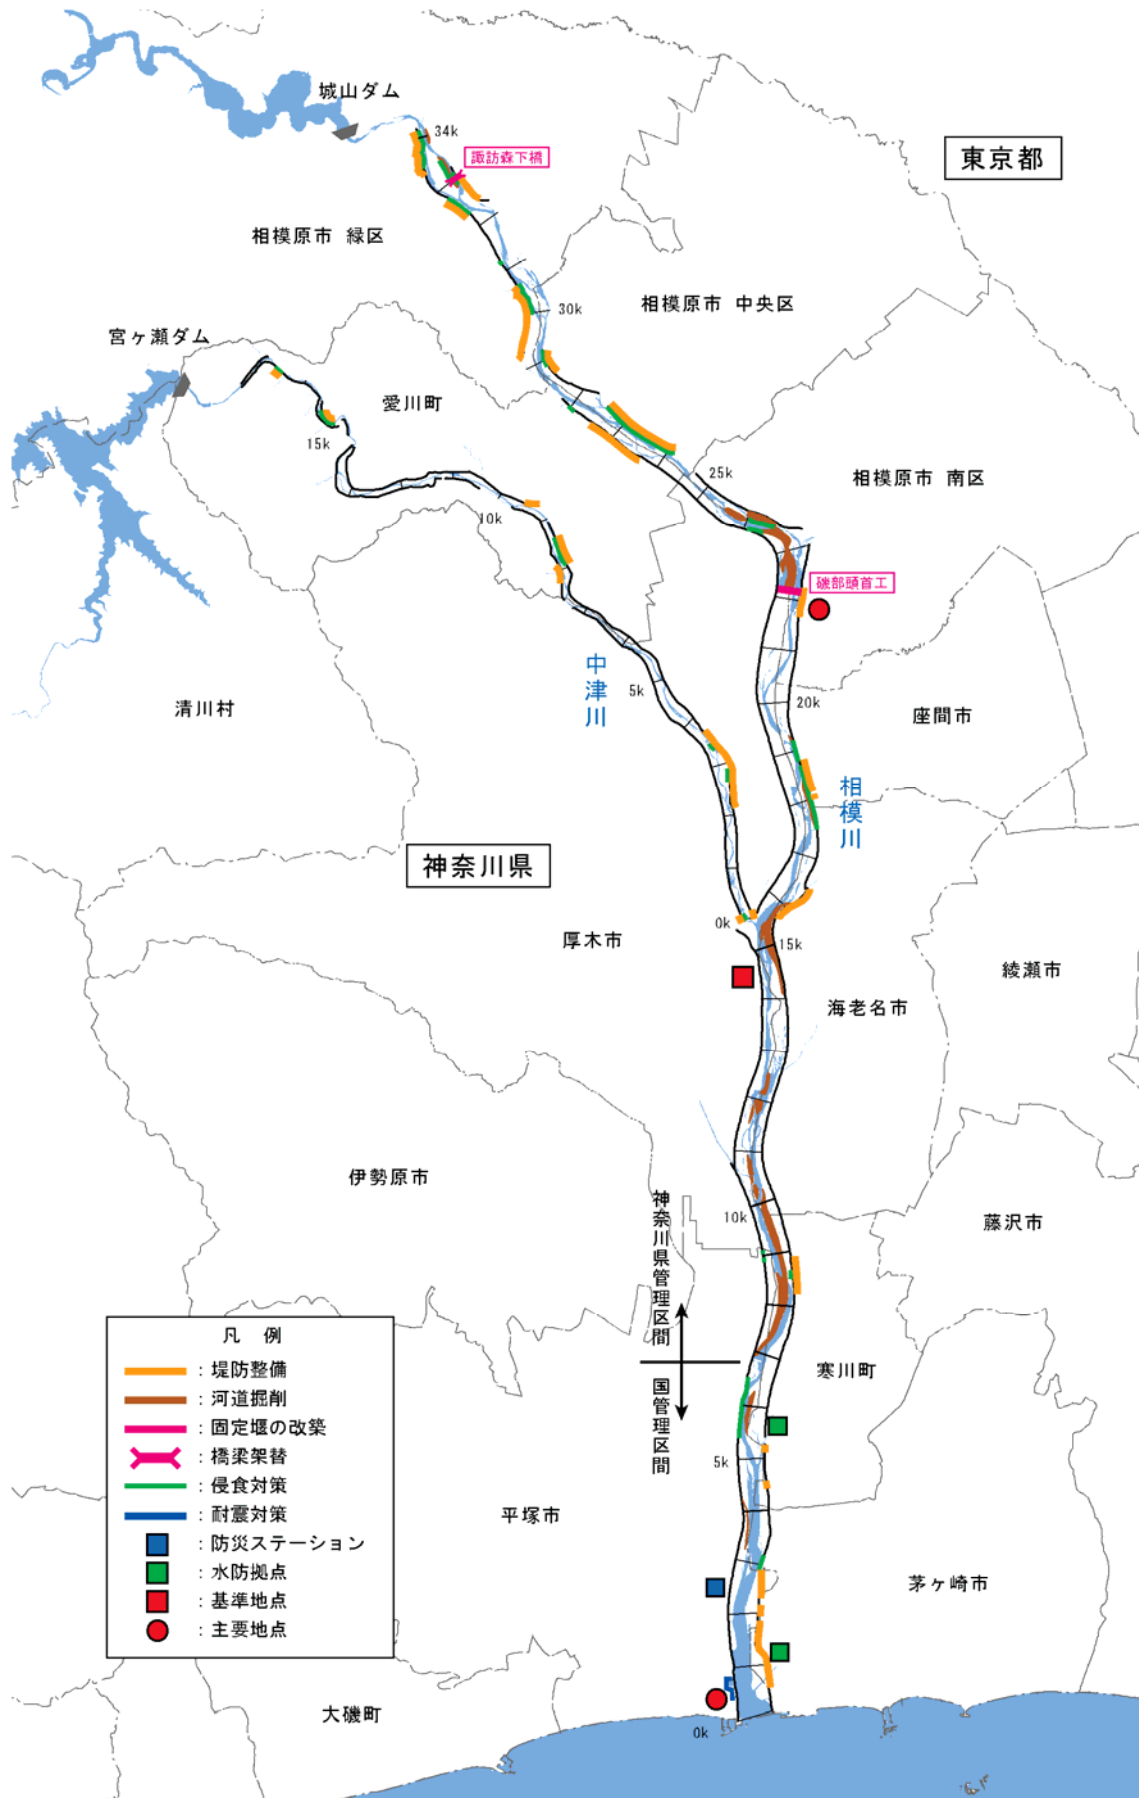 城山ダム
34k
諏訪森下橋
東京都
相模原市 緑区
30k
相模原市 中央区
宮ヶ瀬ダム
愛川町
15k
25k
相模原市 南区
10k
磯部頭首工
中津川
5k
20k
清川村
座間市
相模川
神奈川県
0k
15k
厚木市
綾瀬市
海老名市
伊勢原市
神奈川県管理区間
10k
藤沢市
国管理区間
寒川町
5k
平塚市
茅ヶ崎市
大磯町
0k
凡 例
:堤防整備
:河道掘削
:固定堰の改築
:橋梁架替
:侵食対策
:耐震対策
:防災ステーション
:水防拠点
:基準地点
:主要地点